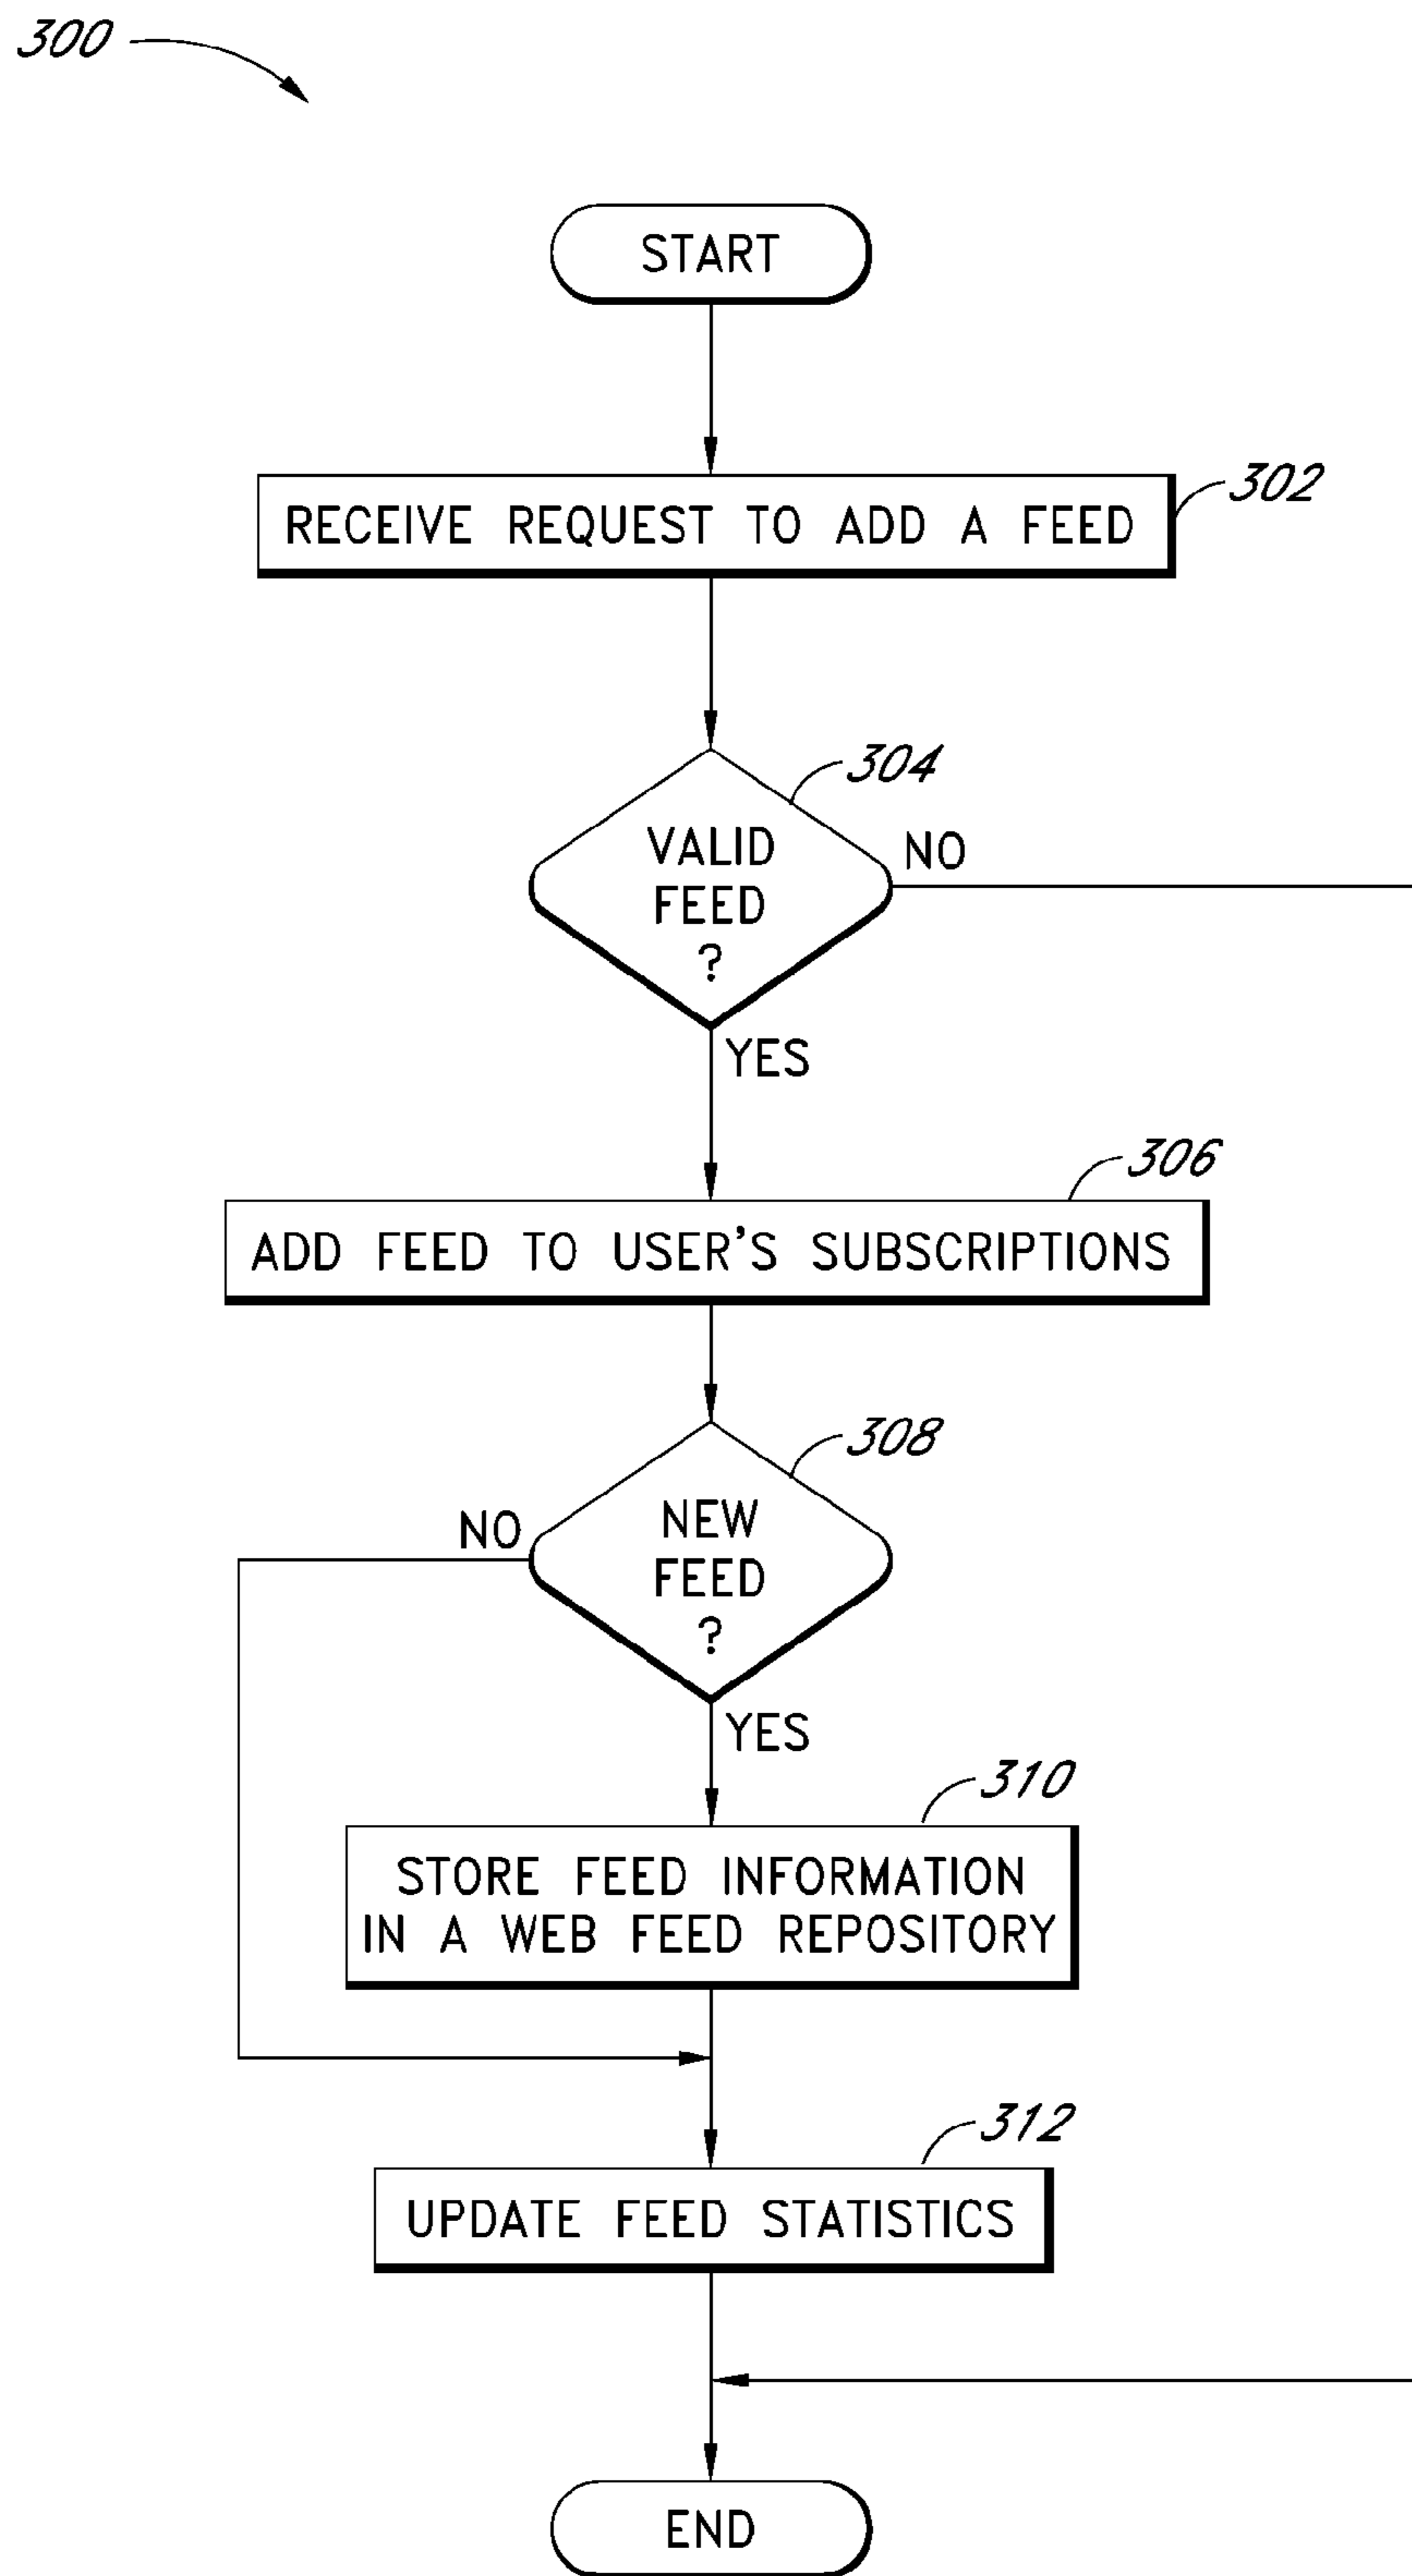 300
START
RECEIVE REQUEST TO ADD A FEED
302
304
VALID
FEED
?
NO
YES
306
ADD FEED TO USER'S SUBSCRIPTIONS
308
NEW
FEED
?
NO
YES
310
STORE FEED INFORMATION
IN A WEB FEED REPOSITORY
312
UPDATE FEED STATISTICS
END